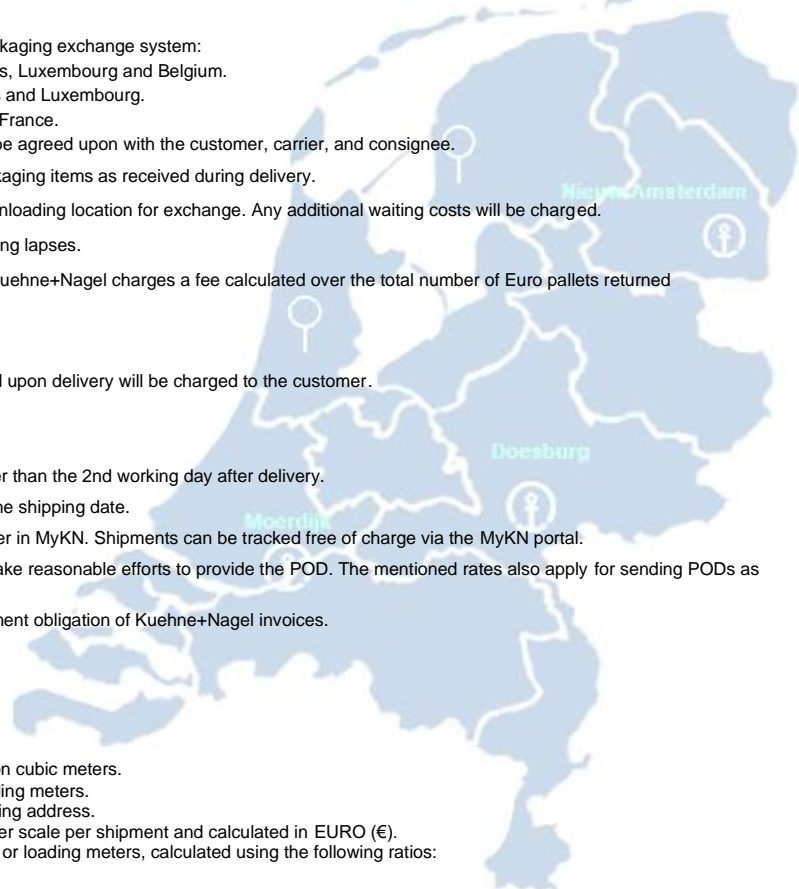 kaging exchange system:
s, Luxembourg and Belgium.
and Luxembourg.
France.
be agreed upon with the customer, carrier, and consignee.
kaging items as received during delivery.
Nieuw Amsterdam
nloading location for exchange. Any additional waiting costs will be charged.
ng lapses.
uehne+Nagel charges a fee calculated over the total number of Euro pallets returned
upon delivery will be charged to the customer.
Doesburg
er than the 2nd working day after delivery.
he shipping date.
Moerdijk
er in MyKN. Shipments can be tracked free of charge via the MyKN portal.
ake reasonable efforts to provide the POD. The mentioned rates also apply for sending PODs as
ment obligation of Kuehne+Nagel invoices.
on cubic meters.
ding meters.
ing address.
er scale per shipment and calculated in EURO (€).
or loading meters, calculated using the following ratios: